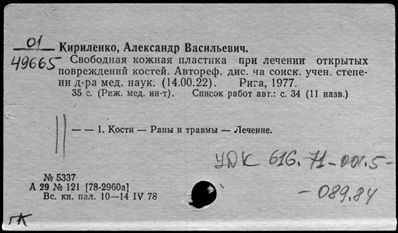 01
49665
Кириленко, Александр Васильевич.
Свободная кожная пластика при лечении открытых
повреждений костей. Автореф. дис. на соиск. учен. степе-
ни д-ра мед. наук. (14.00.22). Рига, 1977.
35 с. (Риж. мед. ин-т). Список работ авт.: с. 34 (11 назв.)
— — 1. Кости — Раны и травмы — Лечение.
УДК 616.71-001.5-
-089.84
№ 5337
А 29 № 121 [78-2960а]
Вс. кн. пал. 10—14 IV 78
ГК